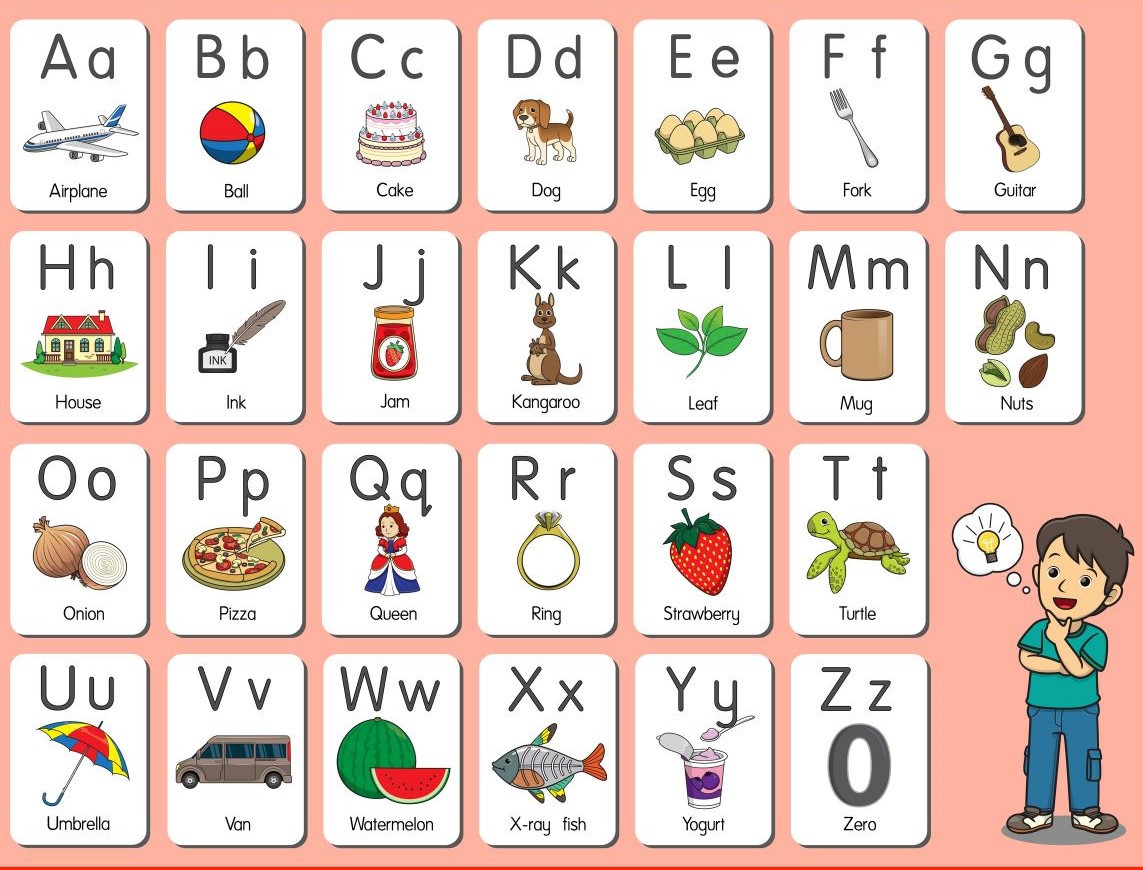 Aa
Airplane
Bb
Ball
Cc
Cake
Dd
Dog
Ee
Egg
Ff
Fork
Gg
Guitar
Hh
House
Ii
INK
Ink
Jj
Jam
Kk
Kangaroo
Ll
Leaf
Mm
Mug
Nn
Nuts
Oo
Onion
Pp
Pizza
Qq
Queen
Rr
Ring
Ss
Strawberry
Tt
Turtle
Uu
Umbrella
Vv
Van
Ww
Watermelon
Xx
X-ray fish
Yy
Yogurt
Zz
0
Zero